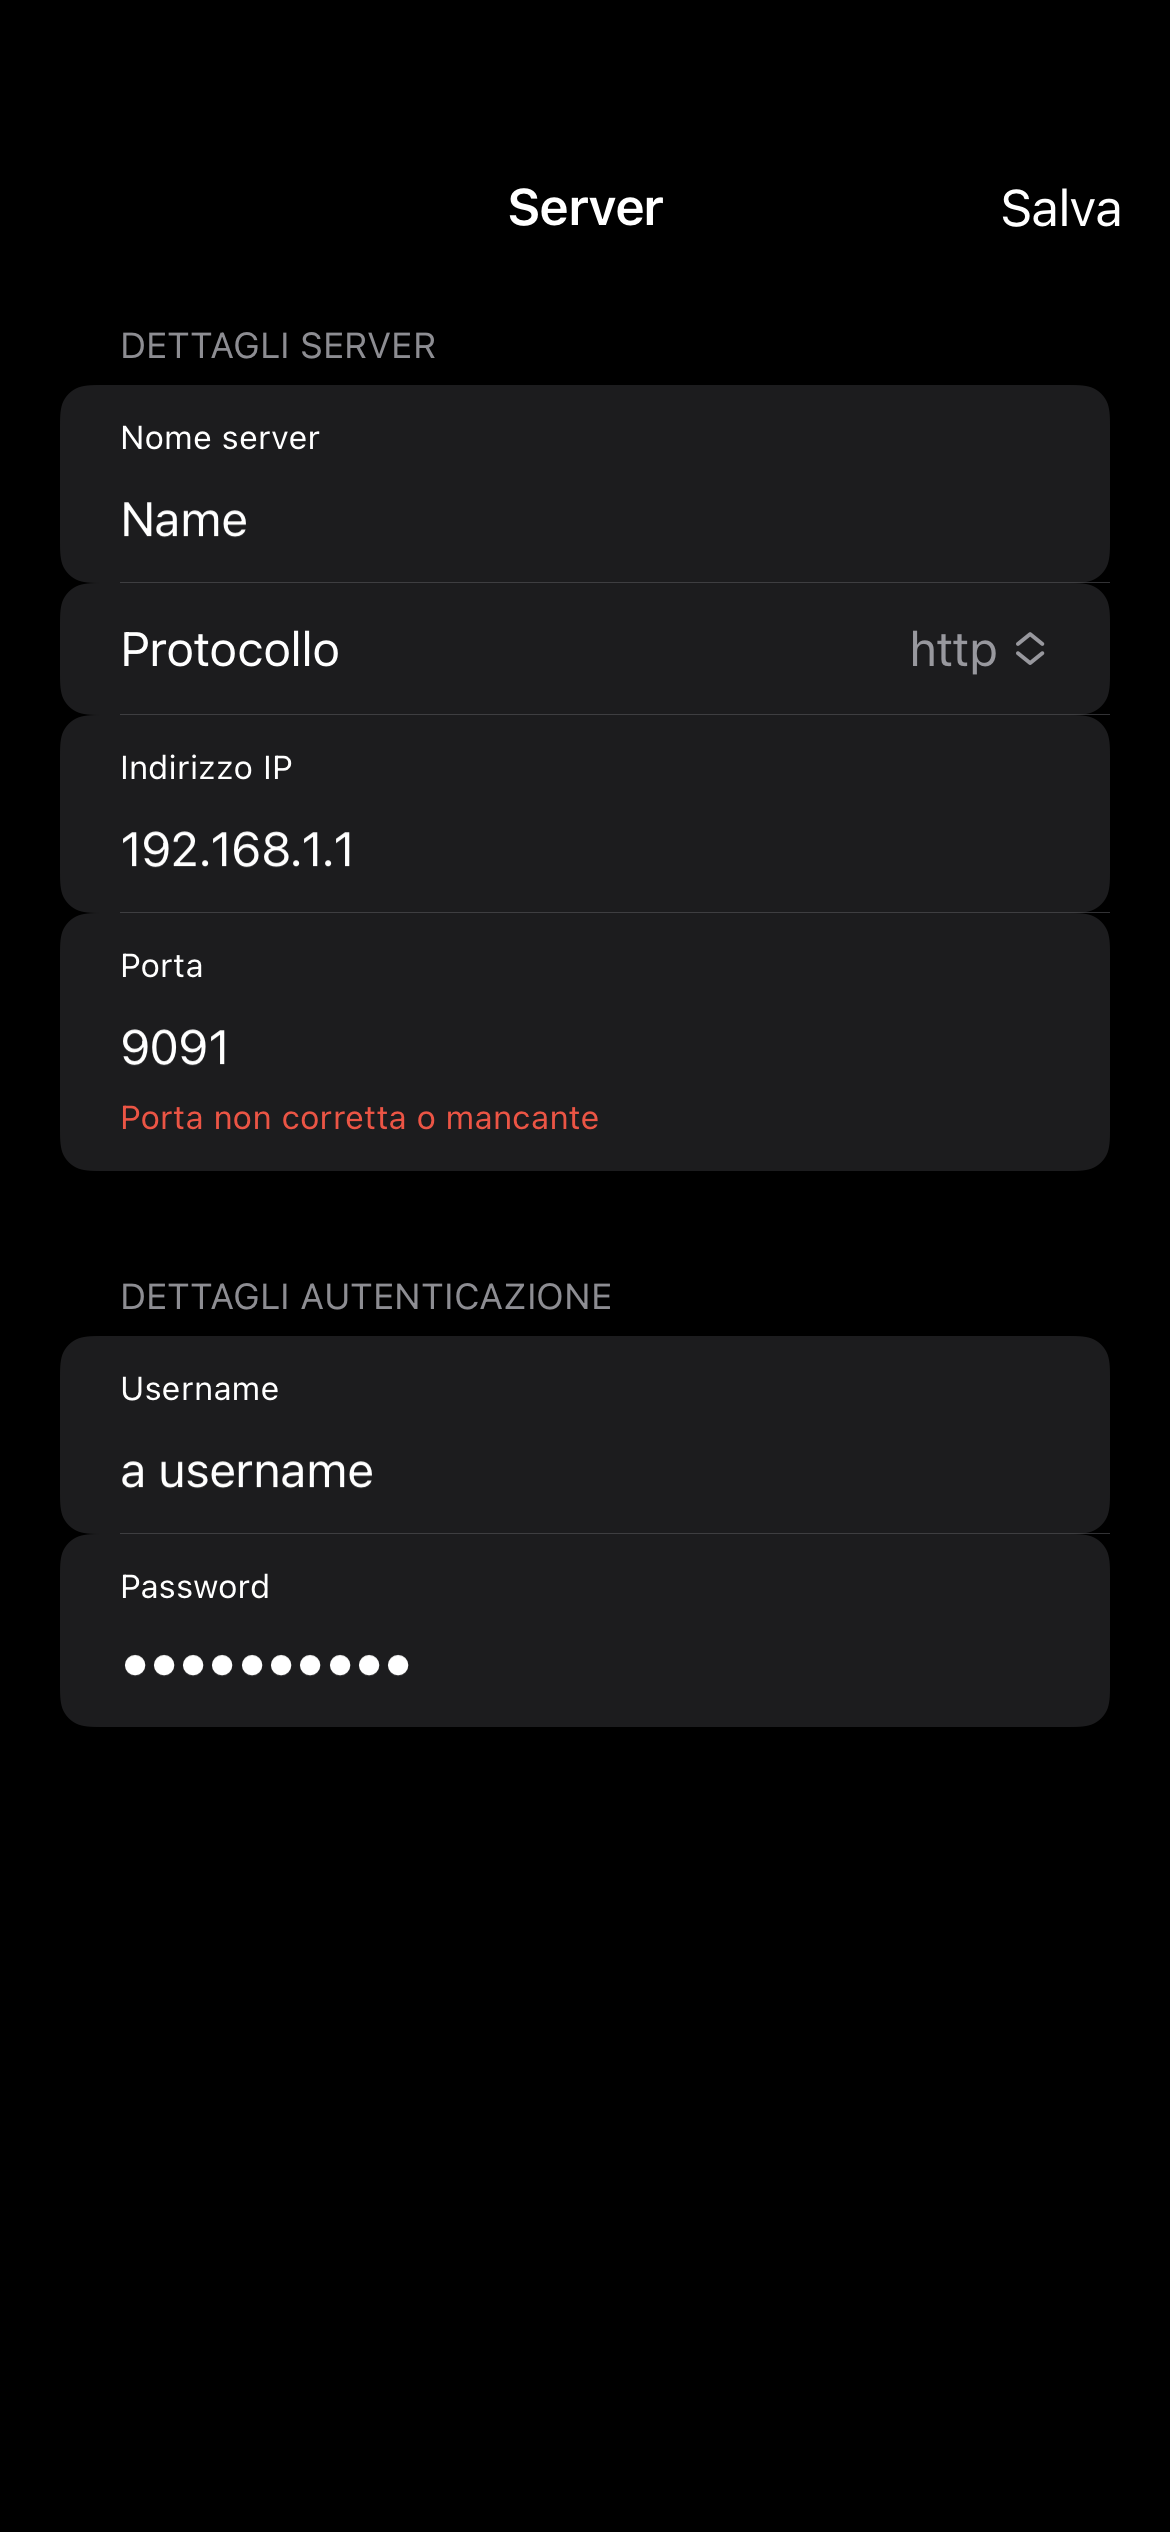 Server
Salva
DETTAGLI SERVER
Nome server
Name
Protocollo
http
Indirizzo IP
192.168.1.1
Porta
9091
Porta non corretta o mancante
DETTAGLI AUTENTICAZIONE
Username
a username
Password
••••••••••